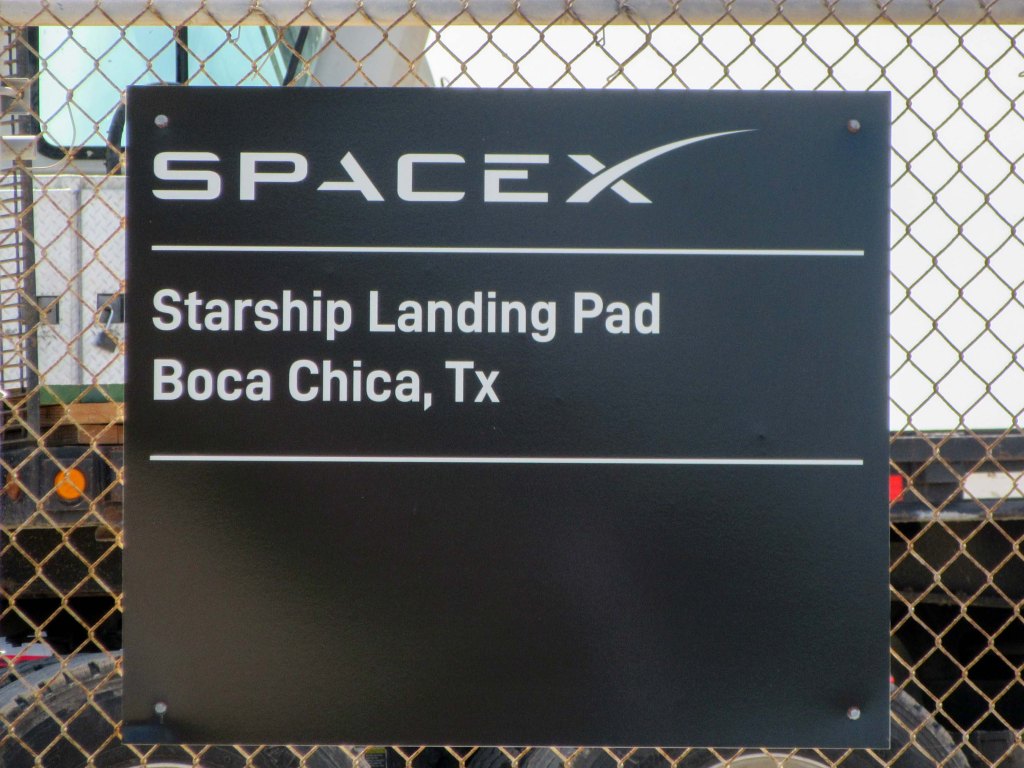 SPACEX
Starship Landing Pad
Boca Chica, Tx